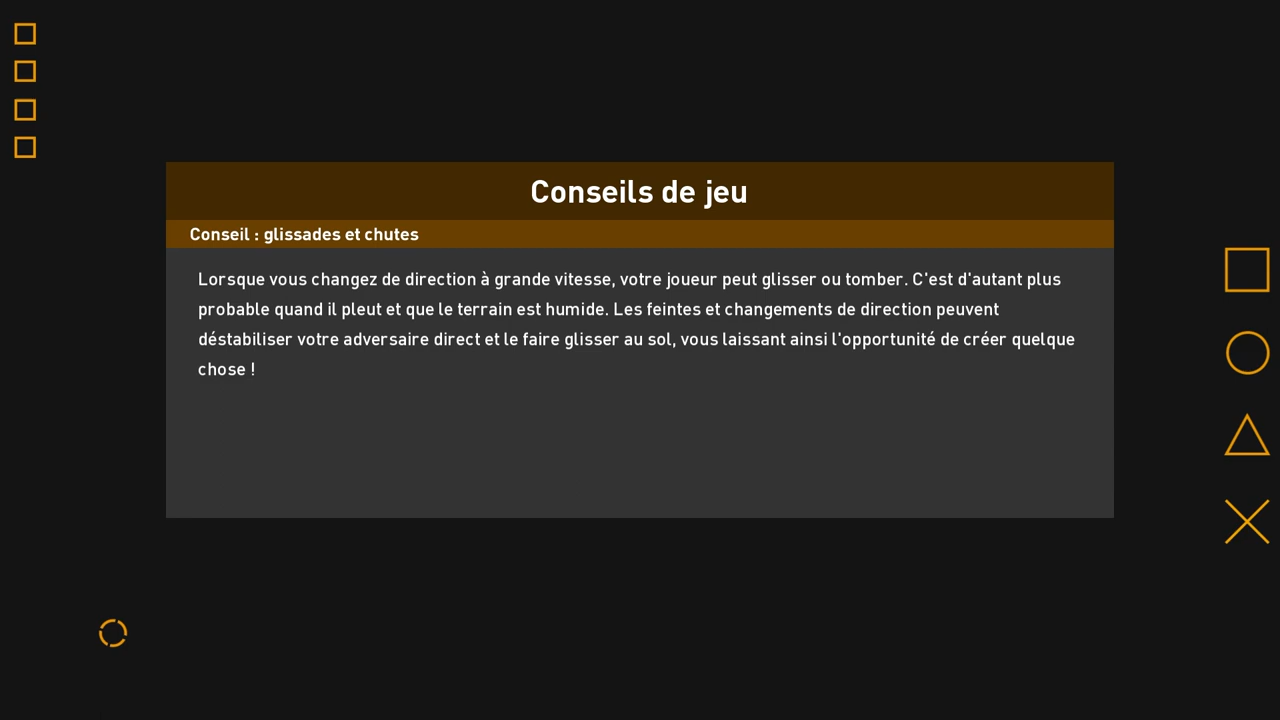 Conseils de jeu
Conseil : glissades et chutes
Lorsque vous changez de direction à grande vitesse, votre joueur peut glisser ou tomber. C'est d'autant plus
probable quand il pleut et que le terrain est humide. Les feintes et changements de direction peuvent
déstabiliser votre adversaire direct et le faire glisser au sol, vous laissant ainsi l'opportunité de créer quelque
chose !